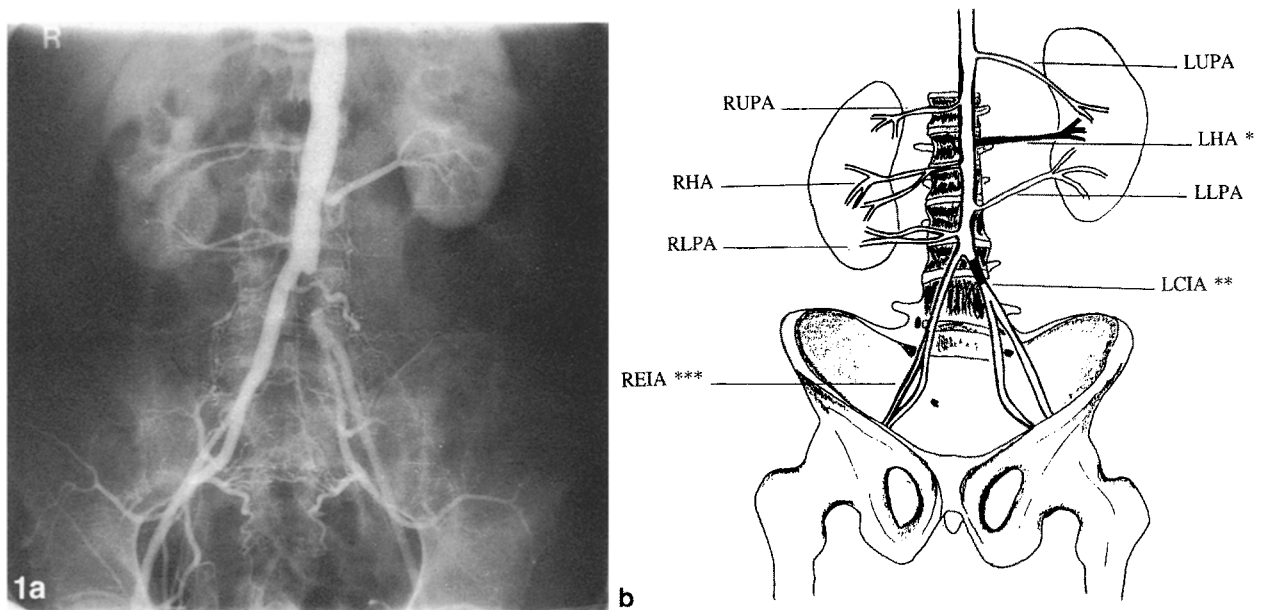 R
1a
LUPA
RUPA
LHA *
RHA
LLPA
RLPA
LCIA **
REIA ***
b